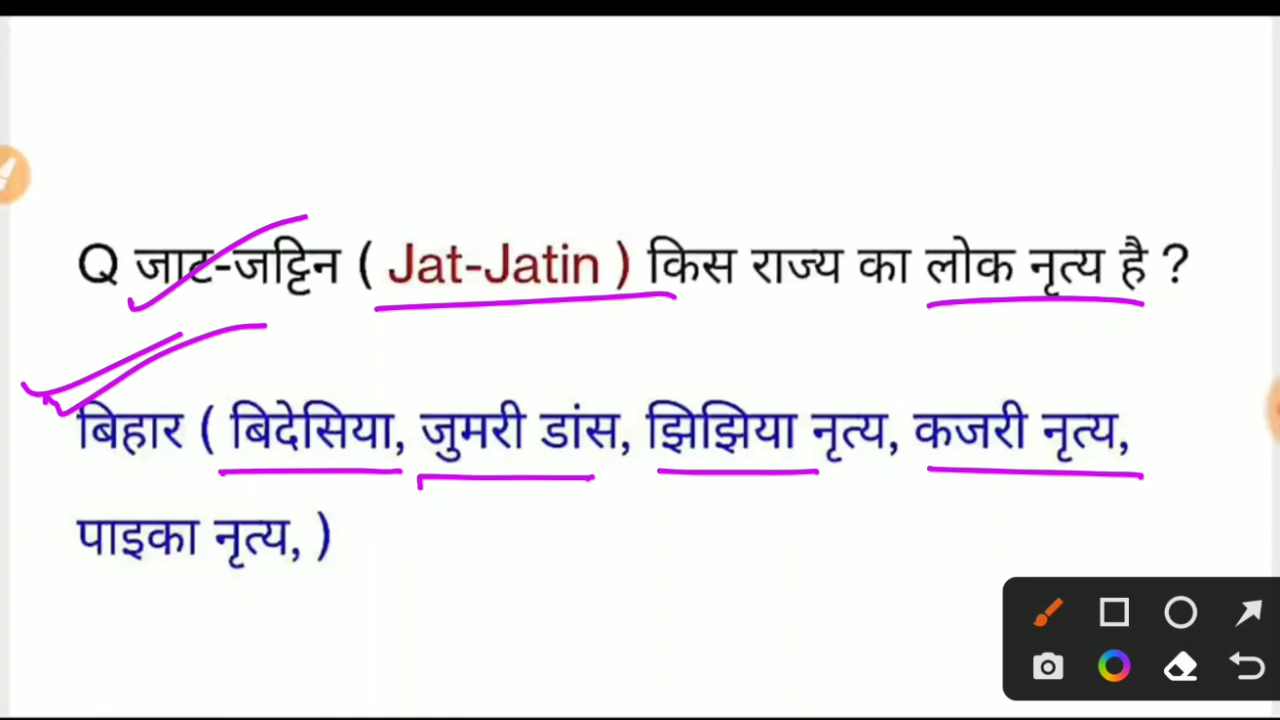 Q जाट-जट्टिन ( Jat-Jatin ) किस राज्य का लोक नृत्य है ?
बिहार ( बिदेसिया, जुमरी डांस, झिझिया नृत्य, कजरी नृत्य,
पाइका नृत्य, )